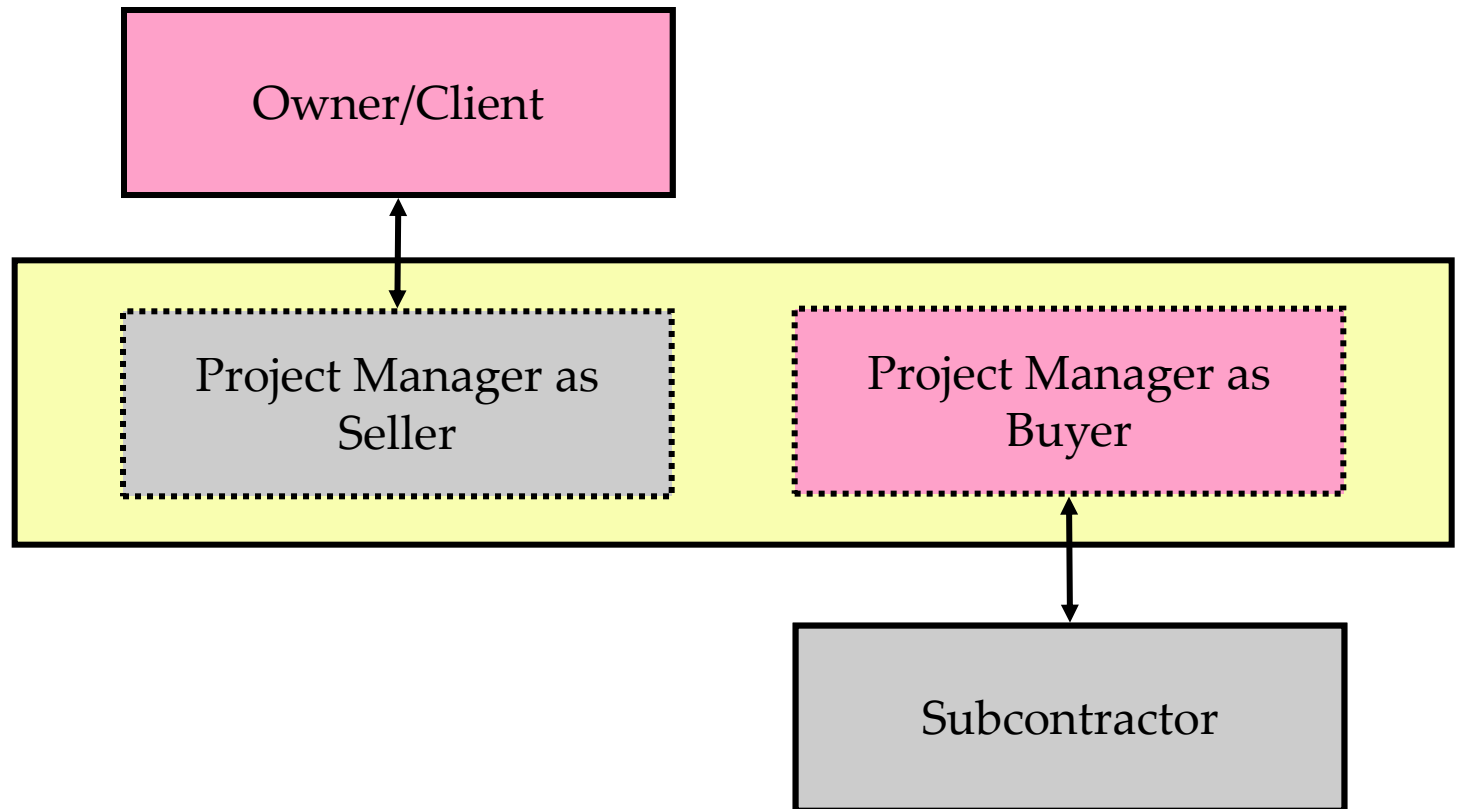 Owner/Client
Project Manager as
Seller
Project Manager as
Buyer
Subcontractor